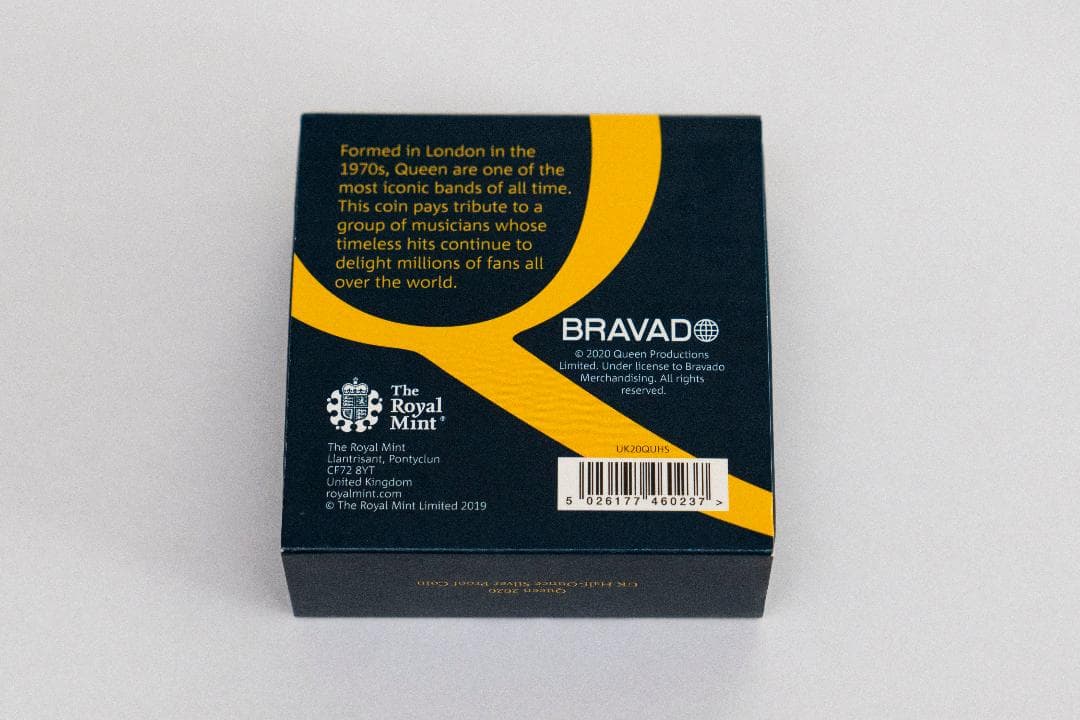 Formed in London in the
1970s, Queen are one of the
most iconic bands of all time.
This coin pays tribute to a
group of musicians whose
timeless hits continue to
delight millions of fans all
over the world.
BRAVADO
© 2020 Queen Productions
Limited. Under license to Bravado
Merchandising. All rights
reserved.
The
Royal
Mint®
The Royal Mint
Llantrisant, Pontyclun
CF72 8YT
United Kingdom
royalmint.com
© The Royal Mint Limited 2019
UK20QUHS
5 026177 460237 >
Queen 2020
UK Half-Ounce Silver Proof Coin